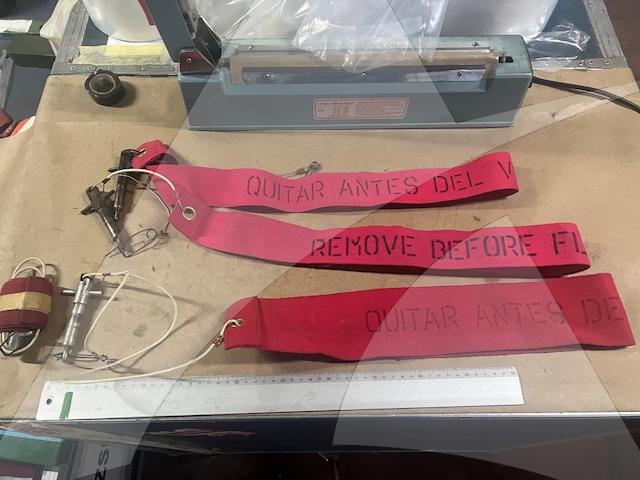 QUITAR ANTES DEL V
REMOVE BEFORE FL
QUITAR ANTES DE